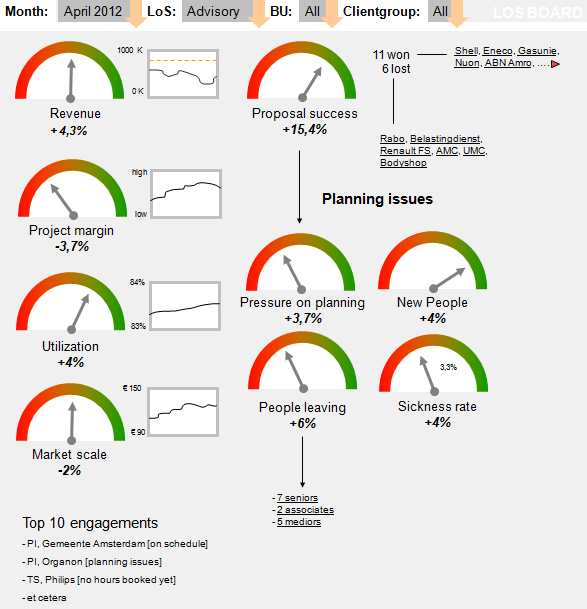 Month: April 2012 LoS: Advisory BU: All Clientgroup: All LOS BOARD
1000 K
0 K
Revenue
+4,3%
Proposal success
+15,4%
11 won
6 lost
Shell, Eneco, Gasunie,
Nuon, ABN Amro, ....
Rabo, Belastingdienst,
Renault FS, AMC, UMC,
Bodyshop
high
low
Project margin
-3,7%
Planning issues
Pressure on planning
+3,7%
New People
+4%
84%
83%
Utilization
+4%
People leaving
+6%
3,3%
Sickness rate
+4%
€ 150
€ 90
Market scale
-2%
- 7 seniors
- 2 associates
- 5 mediors
Top 10 engagements
- PI, Gemeente Amsterdam [on schedule]
- PI, Organon [planning issues]
- TS, Philips [no hours booked yet]
- et cetera